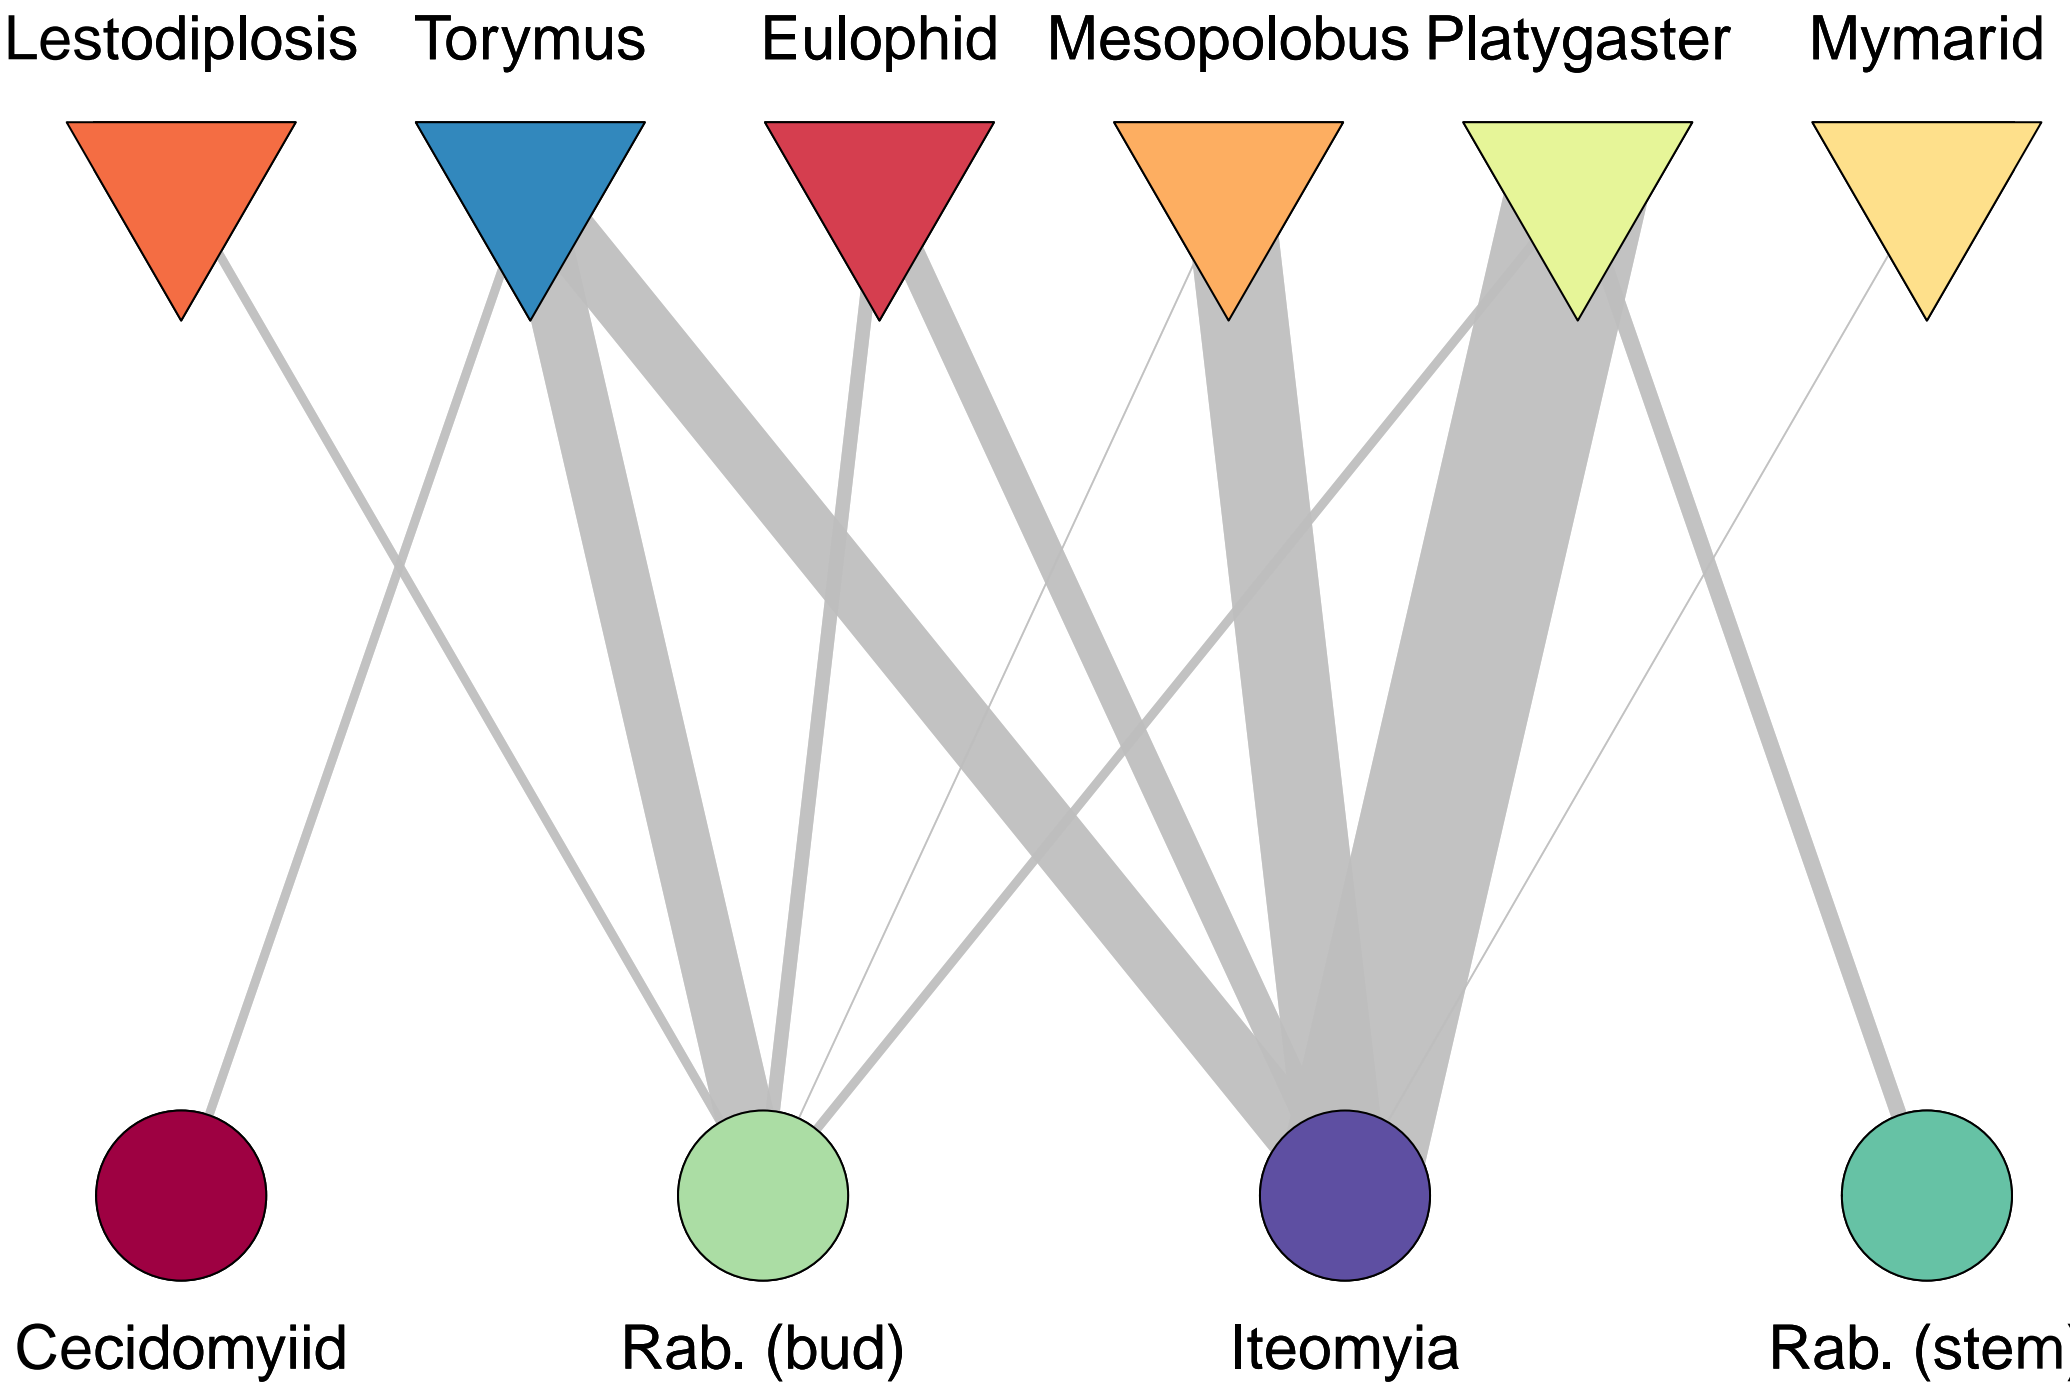 Lestodiplosis Torymus Eulophid Mesopolobus Platygaster Mymarid
Cecidomyiid Rab. (bud) Iteomyia Rab. (stem)